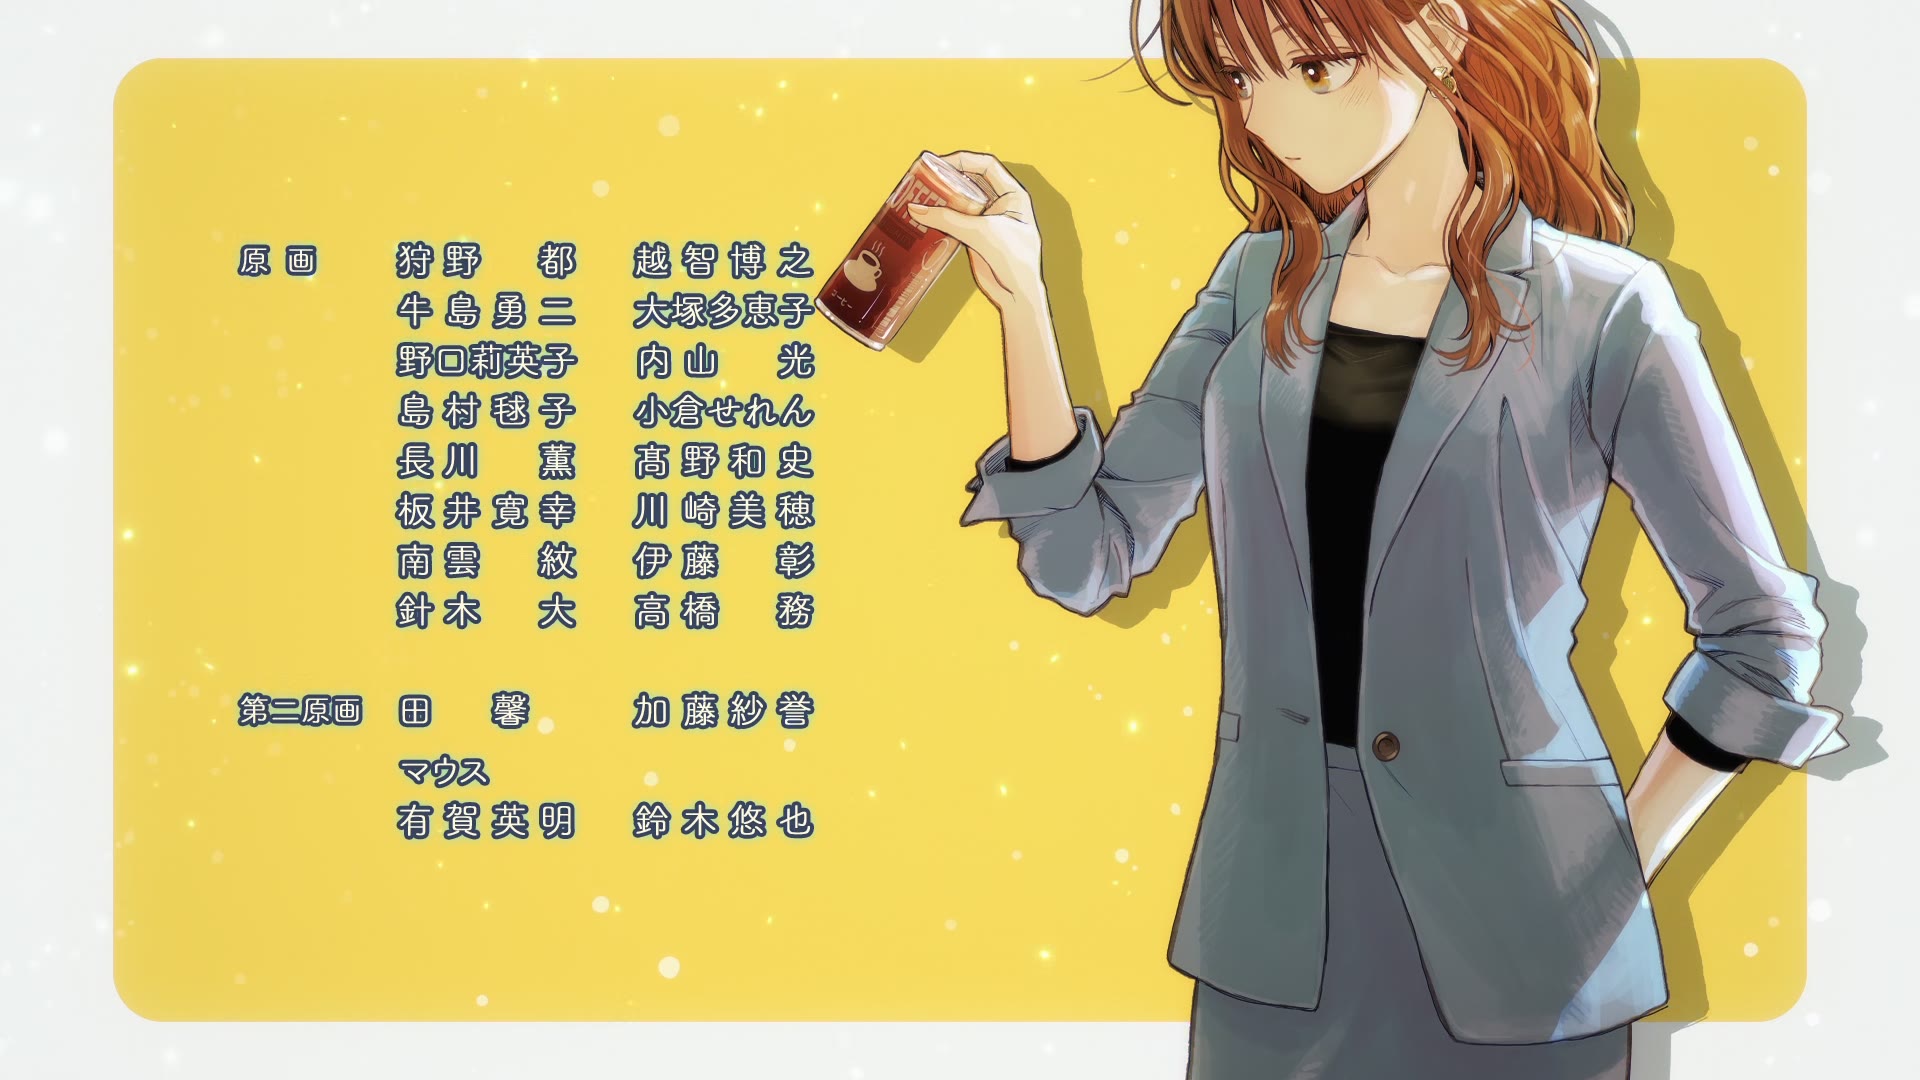 原画 狩野 都 越智博之
牛島勇二 大塚多恵子
野口莉英子 内山 光
島村毬子 小倉せれん
長川 薫 髙野和史
板井寛幸 川崎美穂
南雲 紋 伊藤 彰
針木 大 高橋 務
第二原画 田 馨 加藤紗誉
マウス
有賀英明 鈴木悠也
コーヒー